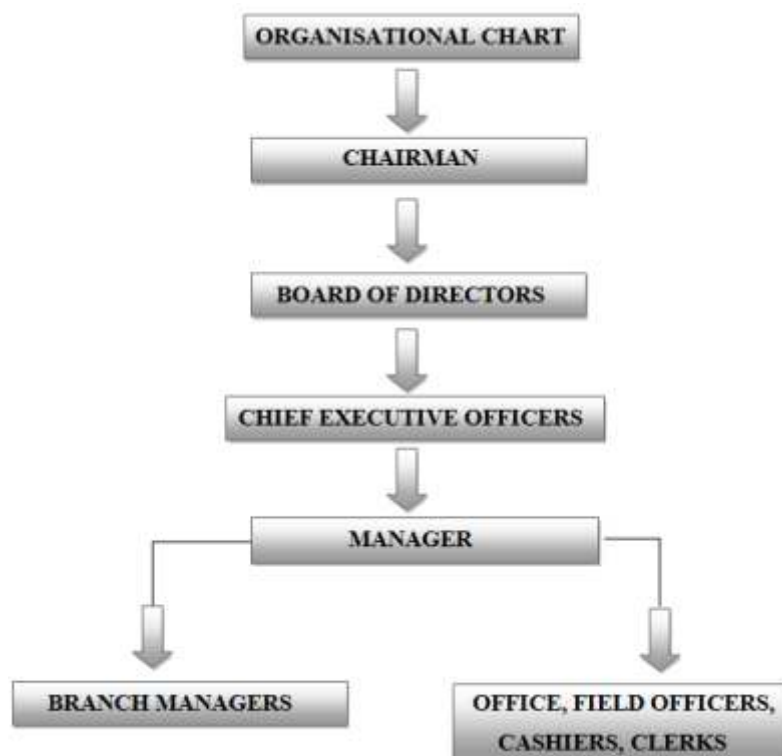 ORGANISATIONAL CHART
CHAIRMAN
BOARD OF DIRECTORS
CHIEF EXECUTIVE OFFICERS
MANAGER
BRANCH MANAGERS
OFFICE, FIELD OFFICERS,
CASHIERS, CLERKS